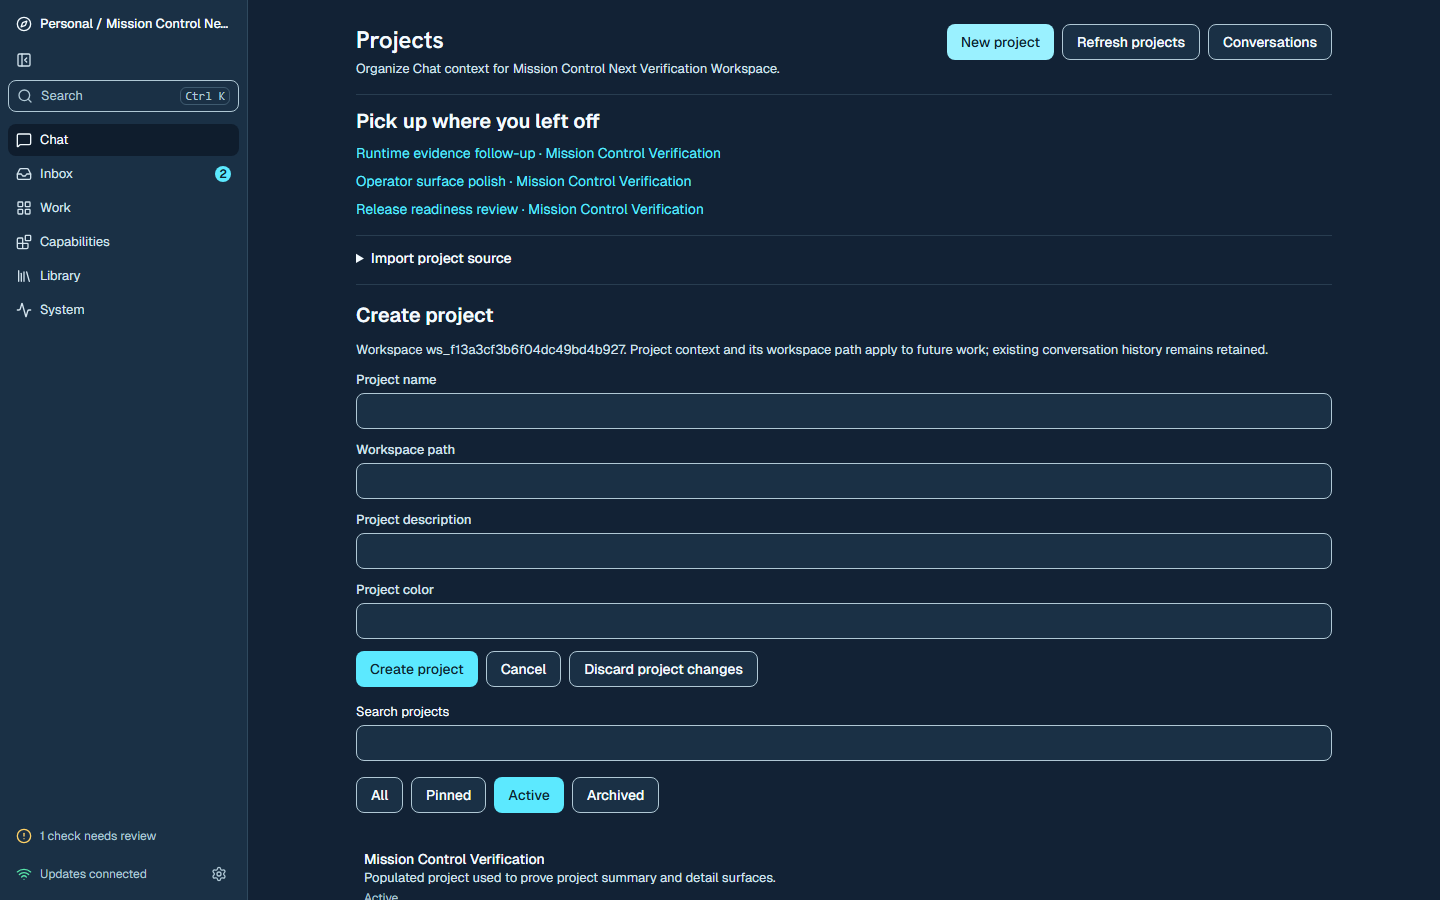 Personal / Mission Control Ne...
Search
Ctrl K
Chat
Inbox
2
Work
Capabilities
Library
System
1 check needs review
Updates connected
Projects
Organize Chat context for Mission Control Next Verification Workspace.
New project
Refresh projects
Conversations
Pick up where you left off
Runtime evidence follow-up · Mission Control Verification
Operator surface polish · Mission Control Verification
Release readiness review · Mission Control Verification
Import project source
Create project
Workspace ws_f13a3cf3b6f04dc49bd4b927. Project context and its workspace path apply to future work; existing conversation history remains retained.
Project name
Workspace path
Project description
Project color
Create project
Cancel
Discard project changes
Search projects
All
Pinned
Active
Archived
Mission Control Verification
Populated project used to prove project summary and detail surfaces.
Active